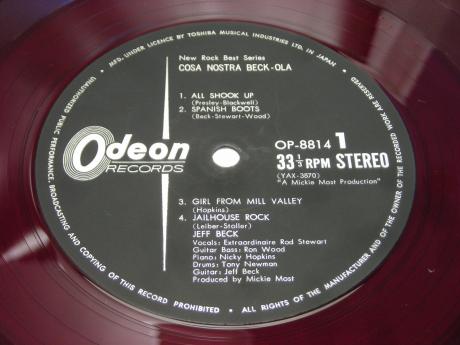 MFD. UNDER LICENCE BY TOSHIBA MUSICAL INDUSTRIES LTD. IN JAPAN
New Rock Best Series
COSA NOSTRA BECK-OLA
1. ALL SHOOK UP
(Presley-Blackwell)
2. SPANISH BOOTS
(Beck-Stewart-Wood)
Odeon
RECORDS
OP-8814 1
33 1/3 RPM STEREO
(YAX-3870)
"A Mickie Most Production"
3. GIRL FROM MILL VALLEY
(Hopkins)
4. JAILHOUSE ROCK
(Leiber-Stoller)
JEFF BECK
Vocals: Extraordinaire Rod Stewart
Guitar Bass: Ron Wood
Piano: Nicky Hopkins
Drums: Tony Newman
Guitar: Jeff Beck
Produced by Mickie Most
ALL RIGHTS OF THE MANUFACTURER AND OF THE OWNER OF THE RECORDED WORK ARE RESERVED
UNAUTHORIZED PUBLIC PERFORMANCE, BROADCASTING AND COPYING OF THIS RECORD PROHIBITED